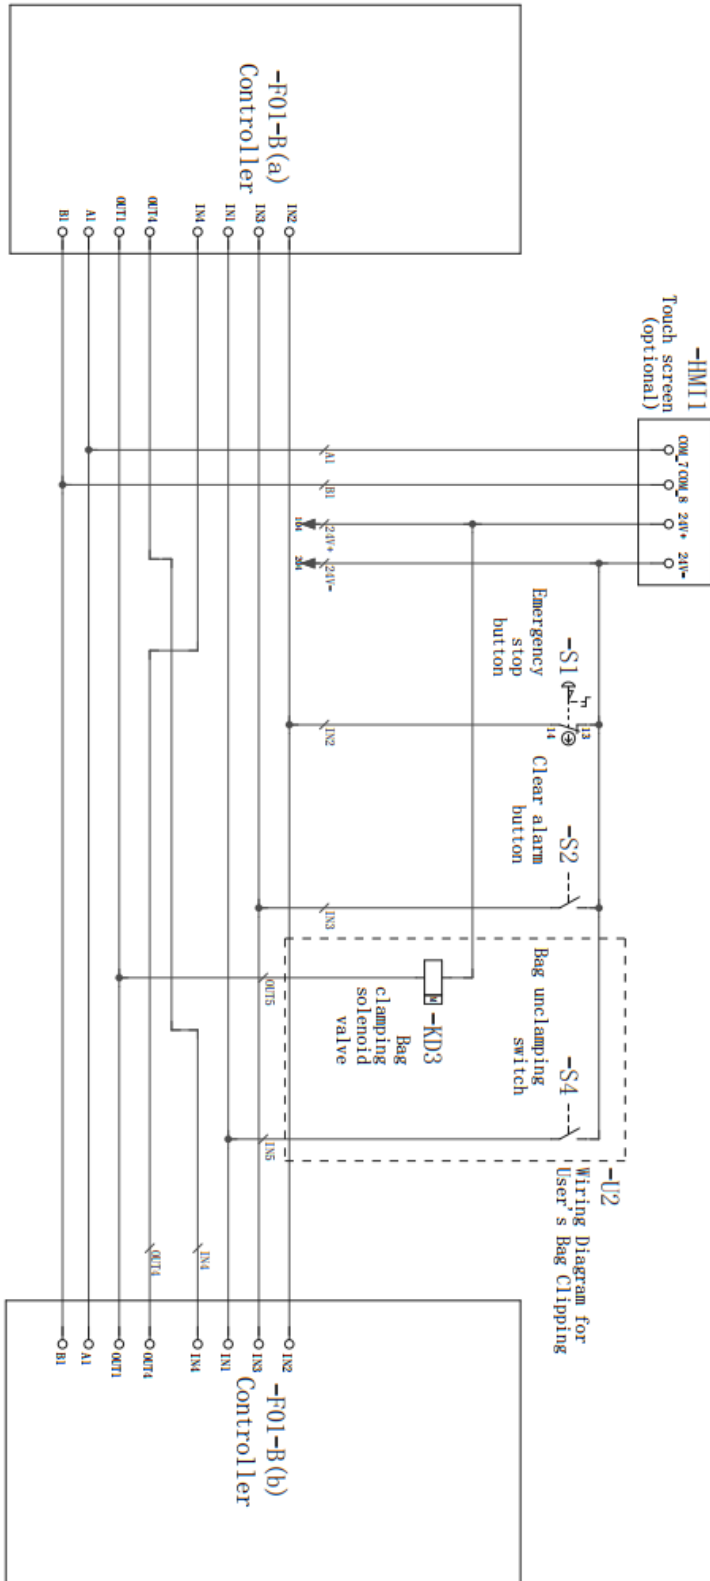 -F01-B(a)
Controller
B1
A1
OUT1
OUT4
IN4
IN1
IN3
IN2
-HMI1
Touch screen
(optional)
COM_7
COM_8
24V+
24V-
A1
B1
24V+
104
24V-
204
-S1
Emergency
stop
button
13
14
IN2
-S2
Clear alarm
button
IN3
-KD3
M
Bag
clamping
solenoid
valve
OUT5
-S4
Bag unclamping
switch
IN5
-U2
Wiring Diagram for
User's Bag Clipping
OUT4
IN4
B1
A1
OUT1
OUT4
IN4
IN1
IN3
IN2
-F01-B(b)
Controller